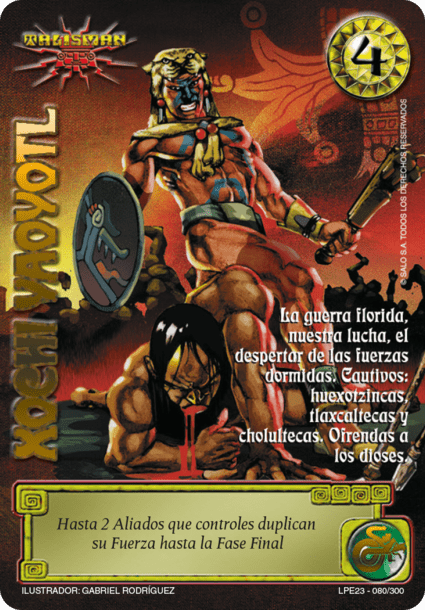 TALISMAN
4
XOCHI YAOYOTL
© SALO S.A. TODOS LOS DERECHOS RESERVADOS
La guerra florida,
nuestra lucha, el
despertar de las fuerzas
dormidas. Cautivos:
huexotzincas,
tlaxcaltecas y
cholultecas. Ofrendas a
los dioses.
Hasta 2 Aliados que controles duplican
su Fuerza hasta la Fase Final
ILUSTRADOR: GABRIEL RODRÍGUEZ
LPE23 - 080/300